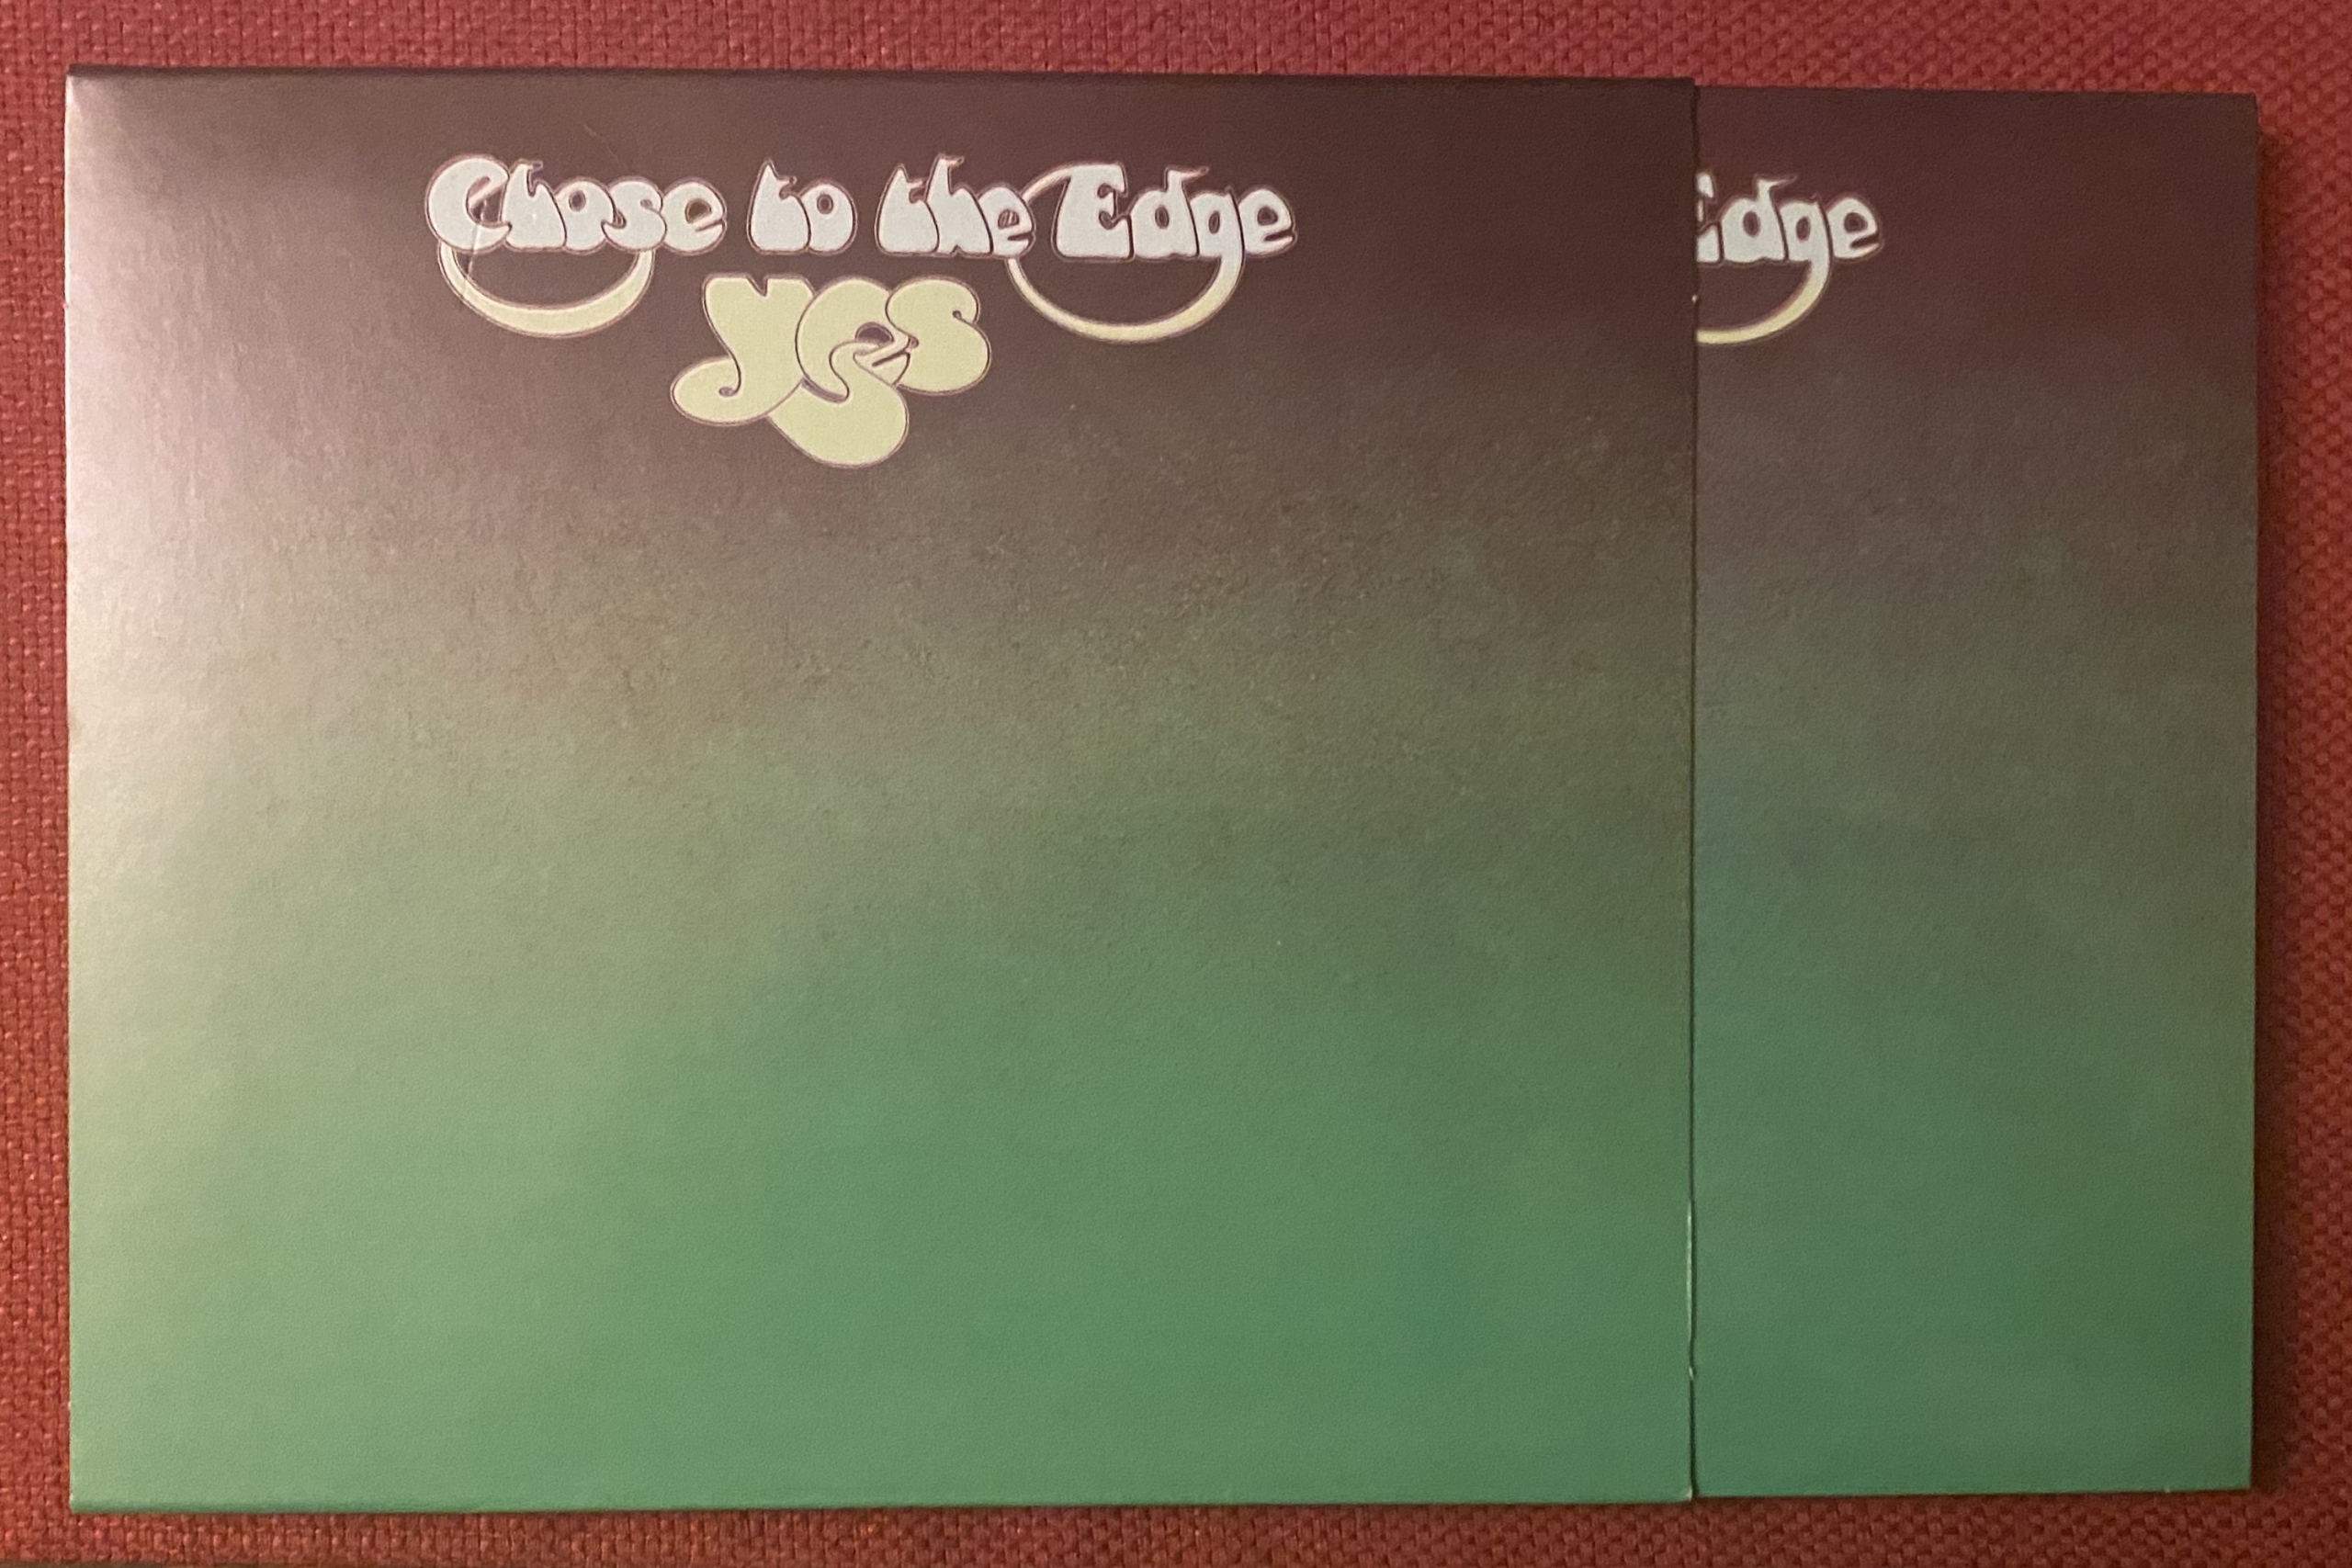 Close to the Edge
Yes
Edge